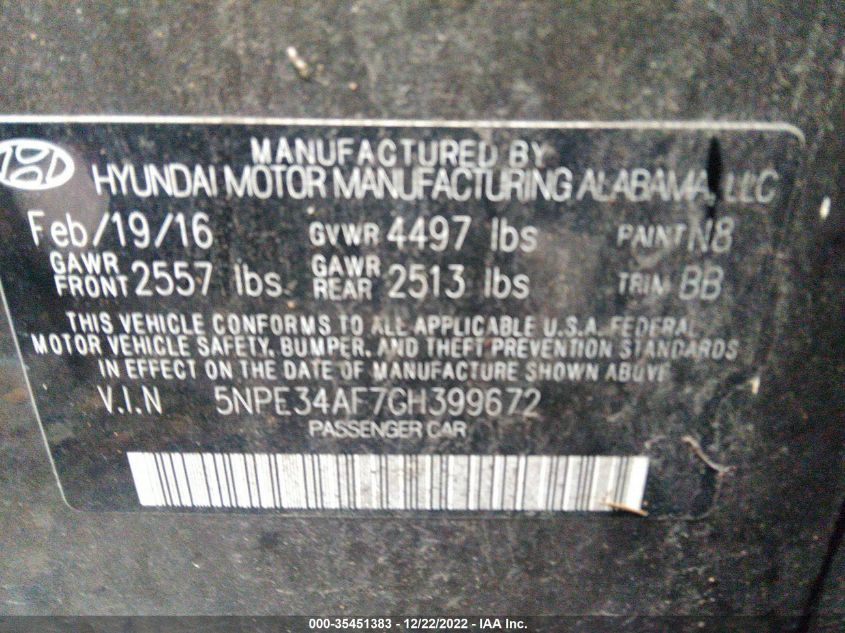 MANUFACTURED BY
HYUNDAI MOTOR MANUFACTURING ALABAMA, LLC
Feb/19/16 GVWR 4497 lbs PAINT N8
GAWR FRONT 2557 lbs GAWR REAR 2513 lbs TRIM BB
THIS VEHICLE CONFORMS TO ALL APPLICABLE U.S.A. FEDERAL
MOTOR VEHICLE SAFETY, BUMPER, AND THEFT PREVENTION STANDARDS
IN EFFECT ON THE DATE OF MANUFACTURE SHOWN ABOVE
V.I.N 5NPE34AF7GH399672
PASSENGER CAR
000-35451383 - 12/22/2022 - IAA Inc.